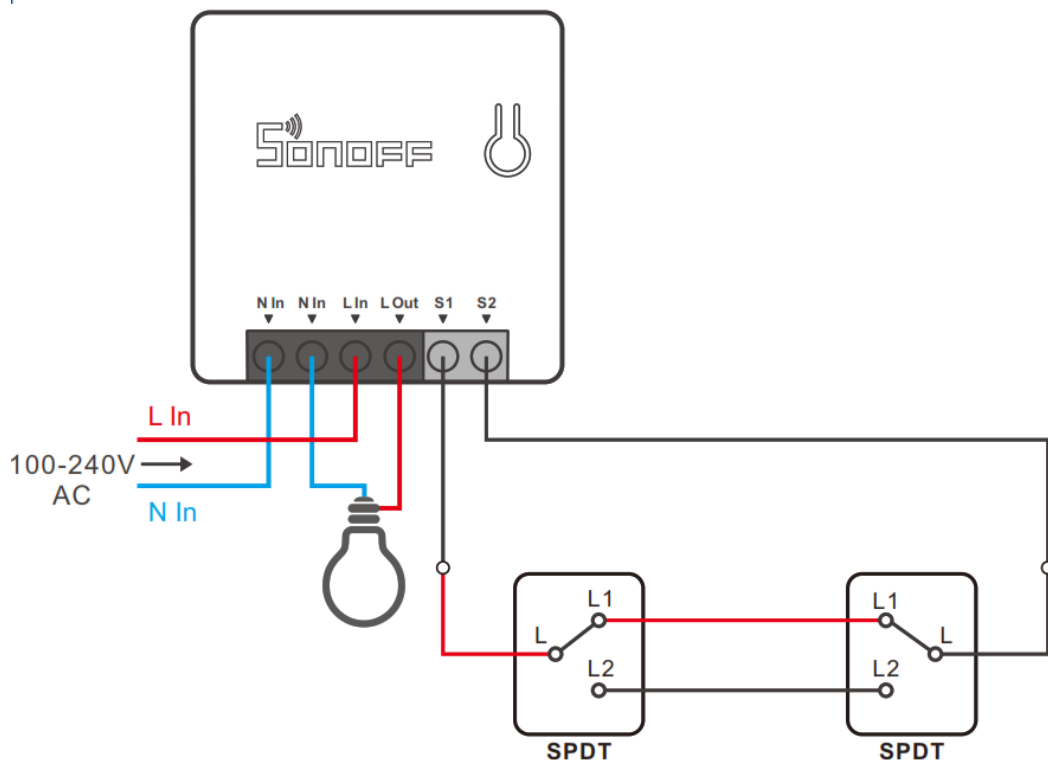 SONOFF
N In N In L In L Out S1 S2
L In
100-240V
AC
N In
L1
L
L2
SPDT
L1
L
L2
SPDT